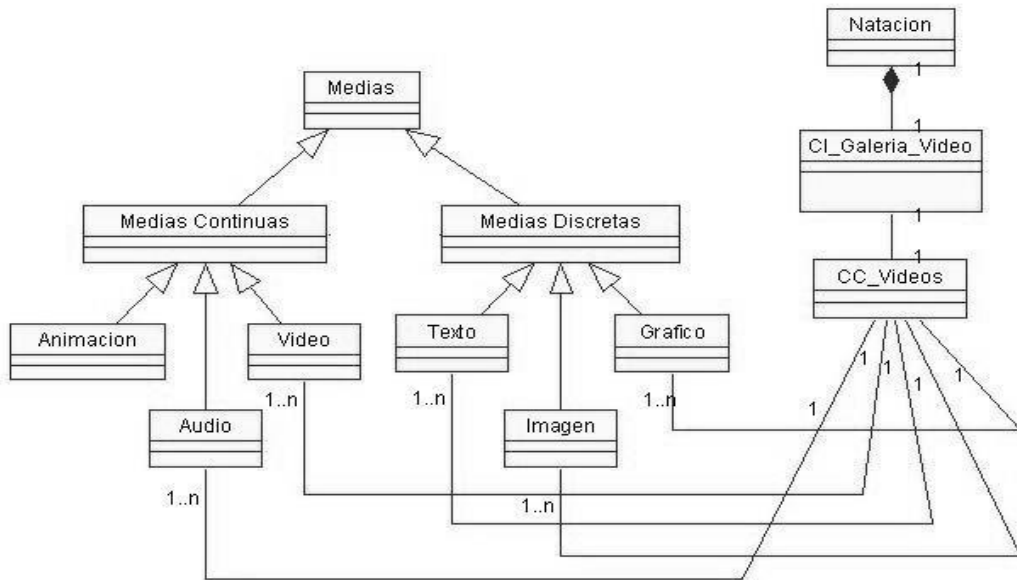 Natacion
1
Medias
1
CI_Galeria_Video
Medias Continuas
Medias Discretas
1
1
CC_Videos
Animacion
Video
Texto
Grafico
1
1
1
1
1
1..n
1..n
1..n
Audio
Imagen
1..n
1..n